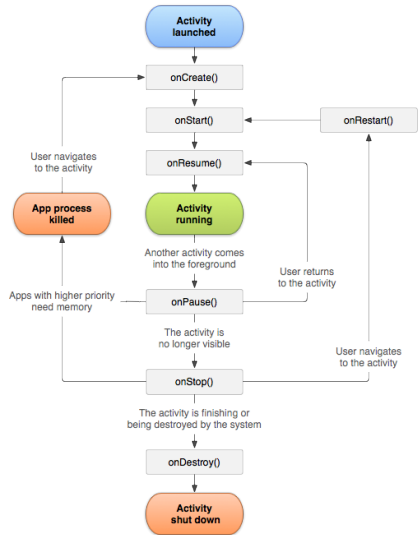 Activity
launched
onCreate()
onStart()
onRestart()
User navigates
to the activity
onResume()
App process
killed
Activity
running
Another activity comes
into the foreground
User returns
to the activity
Apps with higher priority
need memory
onPause()
The activity is
no longer visible
User navigates
to the activity
onStop()
The activity is finishing or
being destroyed by the system
onDestroy()
Activity
shut down